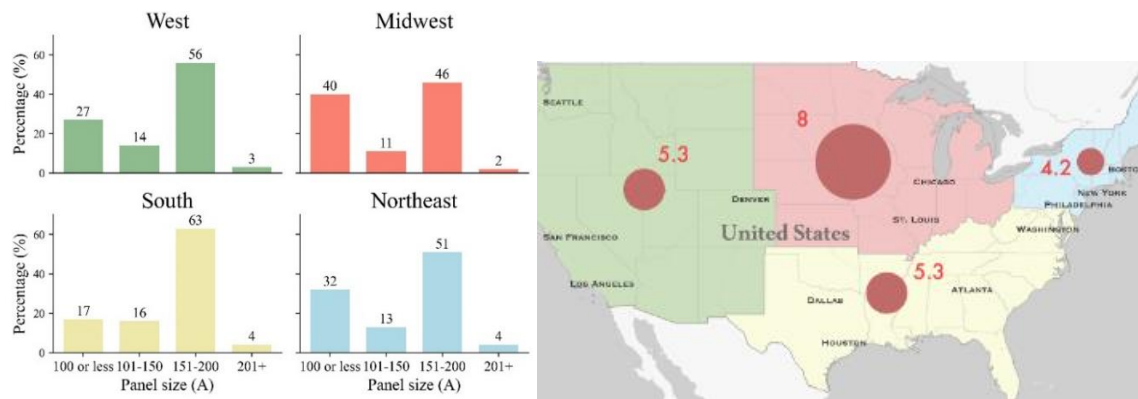 West
Percentage (%)
60
40
20
0
27
14
56
3
Midwest
40
11
46
2
South
Percentage (%)
60
40
20
0
17
16
63
4
100 or less 101-150 151-200 201+
Panel size (A)
Northeast
32
13
51
4
100 or less 101-150 151-200 201+
Panel size (A)
SEATTLE
8
5.3
4.2
BOSTO
CHICAGO
DENVER
NEW YORK
PHILADELPHIA
ST. LOUIS
WASHINGTON
SAN FRANCISCO
United States
5.3
LOS ANGELES
DALLAS
ATLANTA
HOUSTON